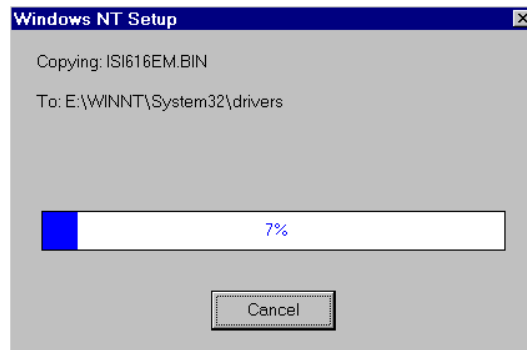 Windows NT Setup
Copying: ISI616EM.BIN
To: E:\WINNT\System32\drivers
7%
Cancel